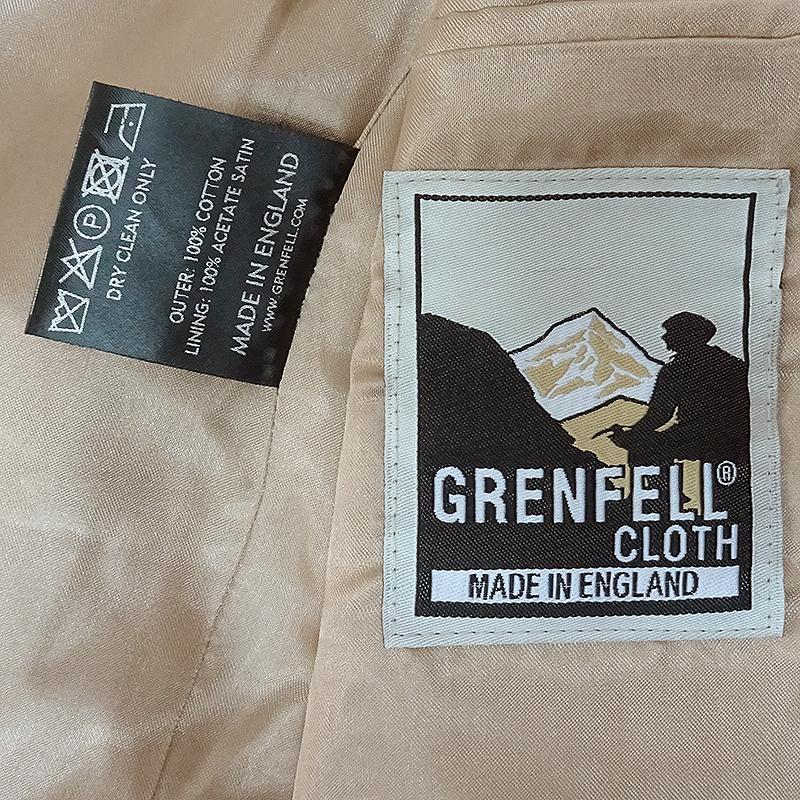 P
DRY CLEAN ONLY
OUTER: 100% COTTON
LINING: 100% ACETATE SATIN
MADE IN ENGLAND
www.GRENFELL.COM
GRENFELL®
CLOTH
MADE IN ENGLAND